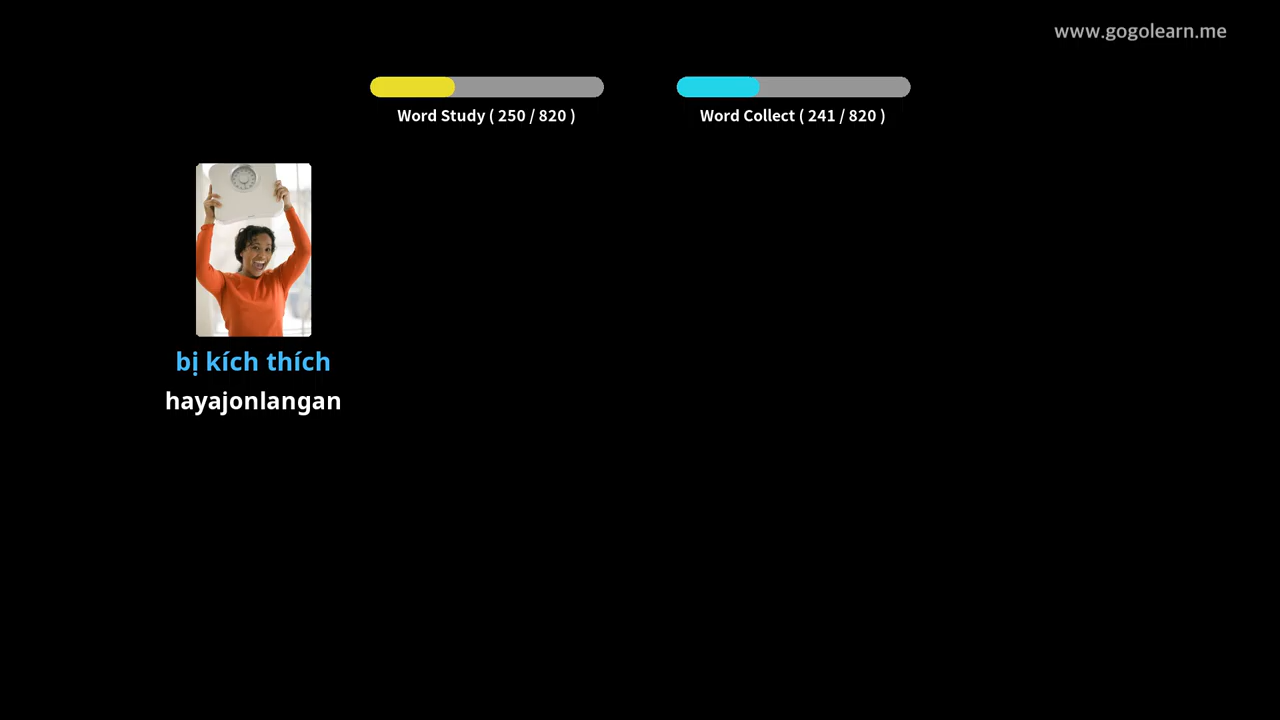 www.gogolearn.me
Word Study ( 250 / 820 )
Word Collect ( 241 / 820 )
bị kích thích
hayajonlangan